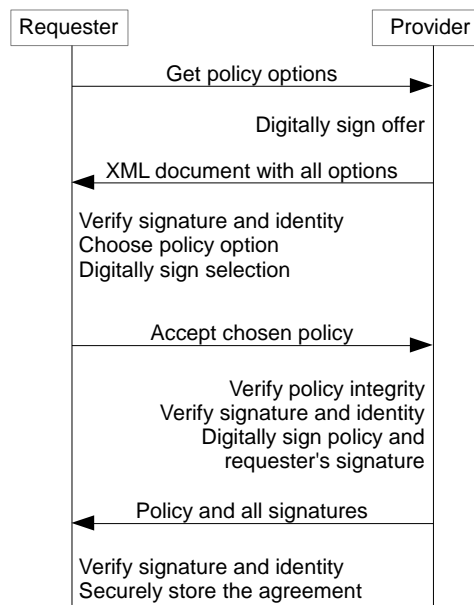 Requester
Provider
Get policy options
Digitally sign offer
XML document with all options
Verify signature and identity
Choose policy option
Digitally sign selection
Accept chosen policy
Verify policy integrity
Verify signature and identity
Digitally sign policy and
requester's signature
Policy and all signatures
Verify signature and identity
Securely store the agreement